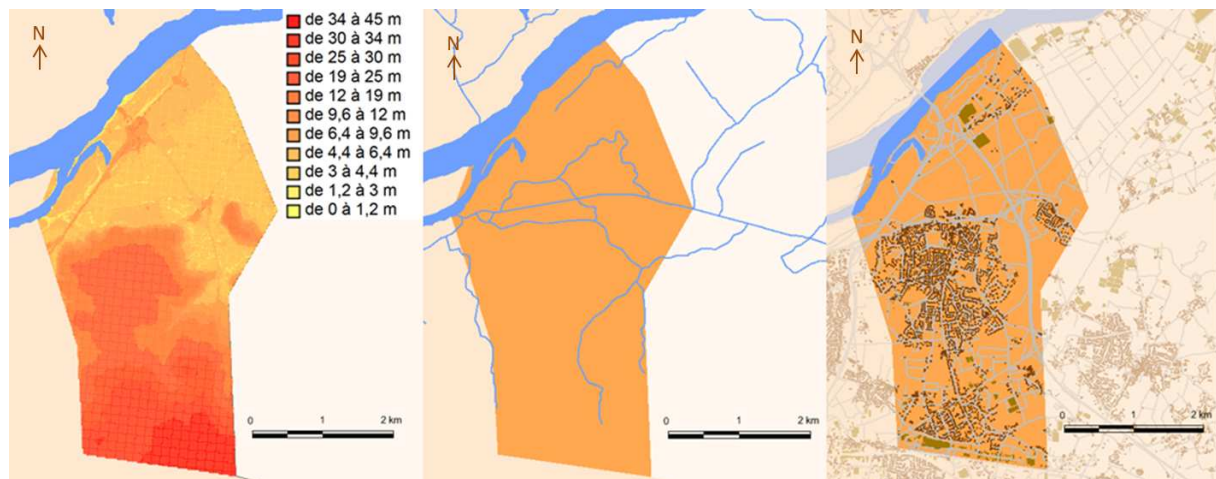 N
de 34 à 45 m
de 30 à 34 m
de 25 à 30 m
de 19 à 25 m
de 12 à 19 m
de 9,6 à 12 m
de 6,4 à 9,6 m
de 4,4 à 6,4 m
de 3 à 4,4 m
de 1,2 à 3 m
de 0 à 1,2 m
0 1 2 km
N
0 1 2 km
N
0 1 2 km